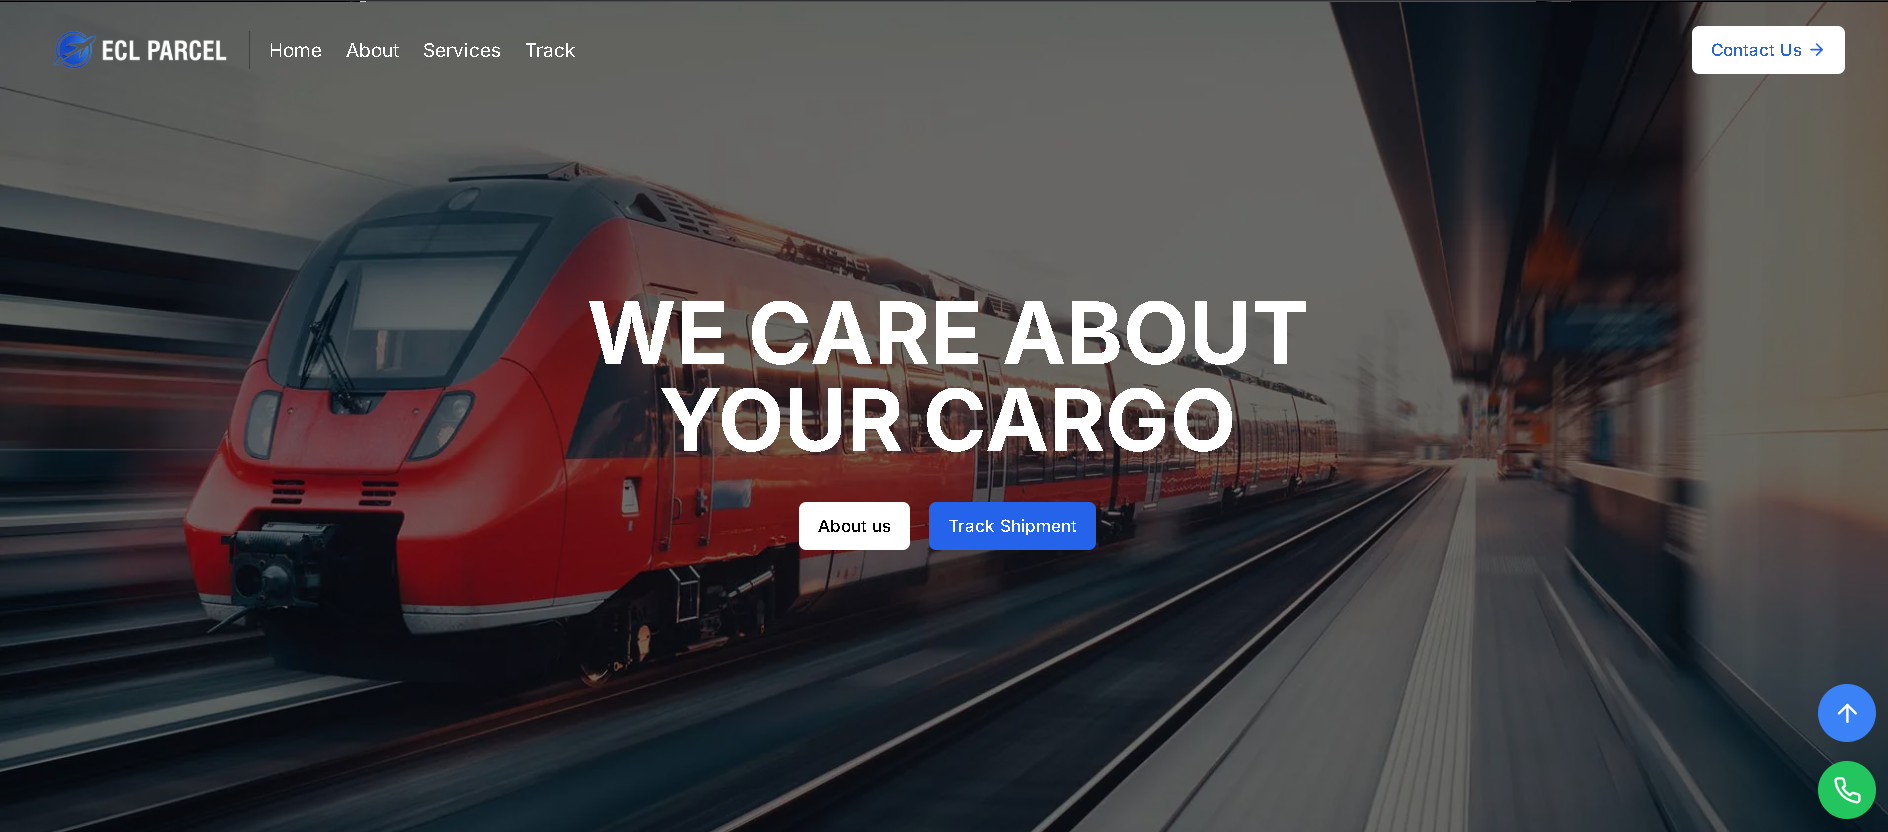 ECL PARCEL
Home About Services Track
Contact Us
WE CARE ABOUT
YOUR CARGO
About us
Track Shipment